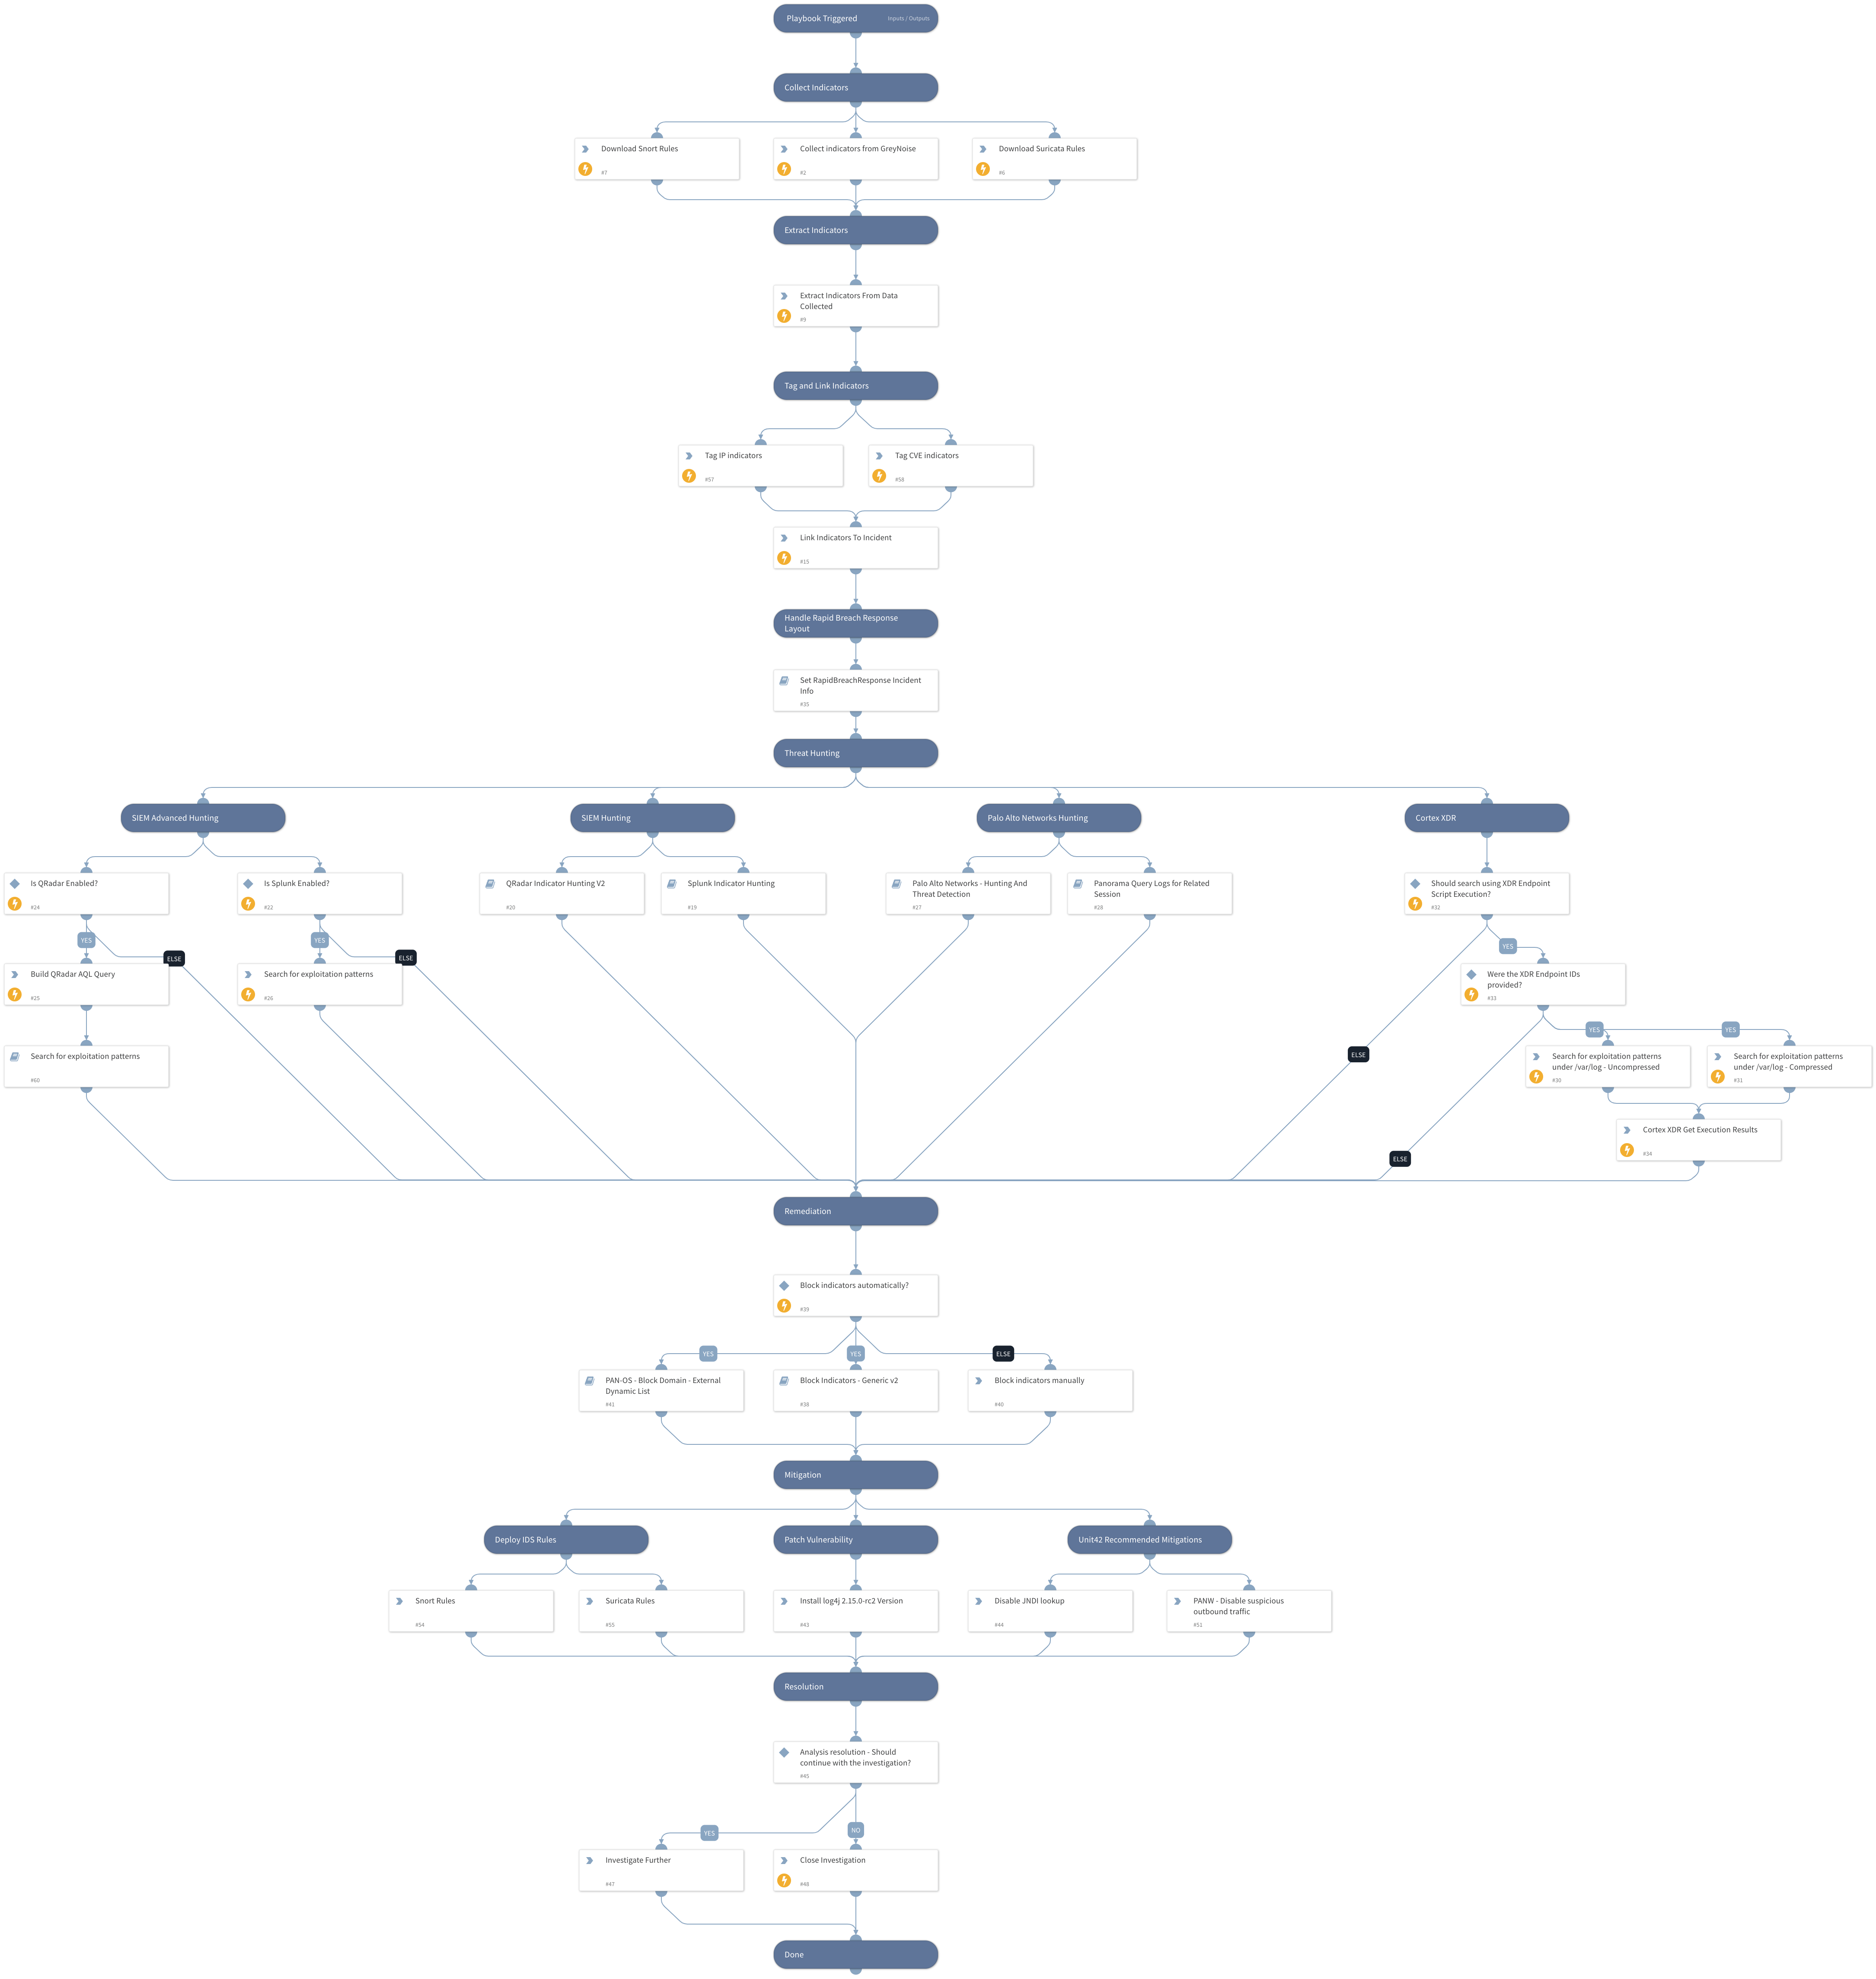 Playbook Triggered
Inputs / Outputs
Collect Indicators
Download Snort Rules
#7
Collect indicators from GreyNoise
#2
Download Suricata Rules
#6
Extract Indicators
Extract Indicators From Data
Collected
#9
Tag and Link Indicators
Tag IP indicators
#57
Tag CVE indicators
#58
Link Indicators To Incident
#15
Handle Rapid Breach Response
Layout
Set RapidBreachResponse Incident
Info
#35
Threat Hunting
SIEM Advanced Hunting
SIEM Hunting
Palo Alto Networks Hunting
Cortex XDR
Is QRadar Enabled?
#24
Is Splunk Enabled?
#22
QRadar Indicator Hunting V2
#20
Splunk Indicator Hunting
#19
Palo Alto Networks - Hunting And
Threat Detection
#27
Panorama Query Logs for Related
Session
#28
Should search using XDR Endpoint
Script Execution?
#32
YES
ELSE
YES
ELSE
YES
Build QRadar AQL Query
#25
Search for exploitation patterns
#26
Were the XDR Endpoint IDs
provided?
#33
YES
YES
ELSE
Search for exploitation patterns
#60
Search for exploitation patterns
under /var/log - Uncompressed
#30
Search for exploitation patterns
under /var/log - Compressed
#31
Cortex XDR Get Execution Results
#34
ELSE
Remediation
Block indicators automatically?
#39
YES
YES
ELSE
PAN-OS - Block Domain - External
Dynamic List
#41
Block Indicators - Generic v2
#38
Block indicators manually
#40
Mitigation
Deploy IDS Rules
Patch Vulnerability
Unit42 Recommended Mitigations
Snort Rules
#54
Suricata Rules
#55
Install log4j 2.15.0-rc2 Version
#43
Disable JNDI lookup
#44
PANW - Disable suspicious
outbound traffic
#51
Resolution
Analysis resolution - Should
continue with the investigation?
#45
YES
NO
Investigate Further
#47
Close Investigation
#48
Done